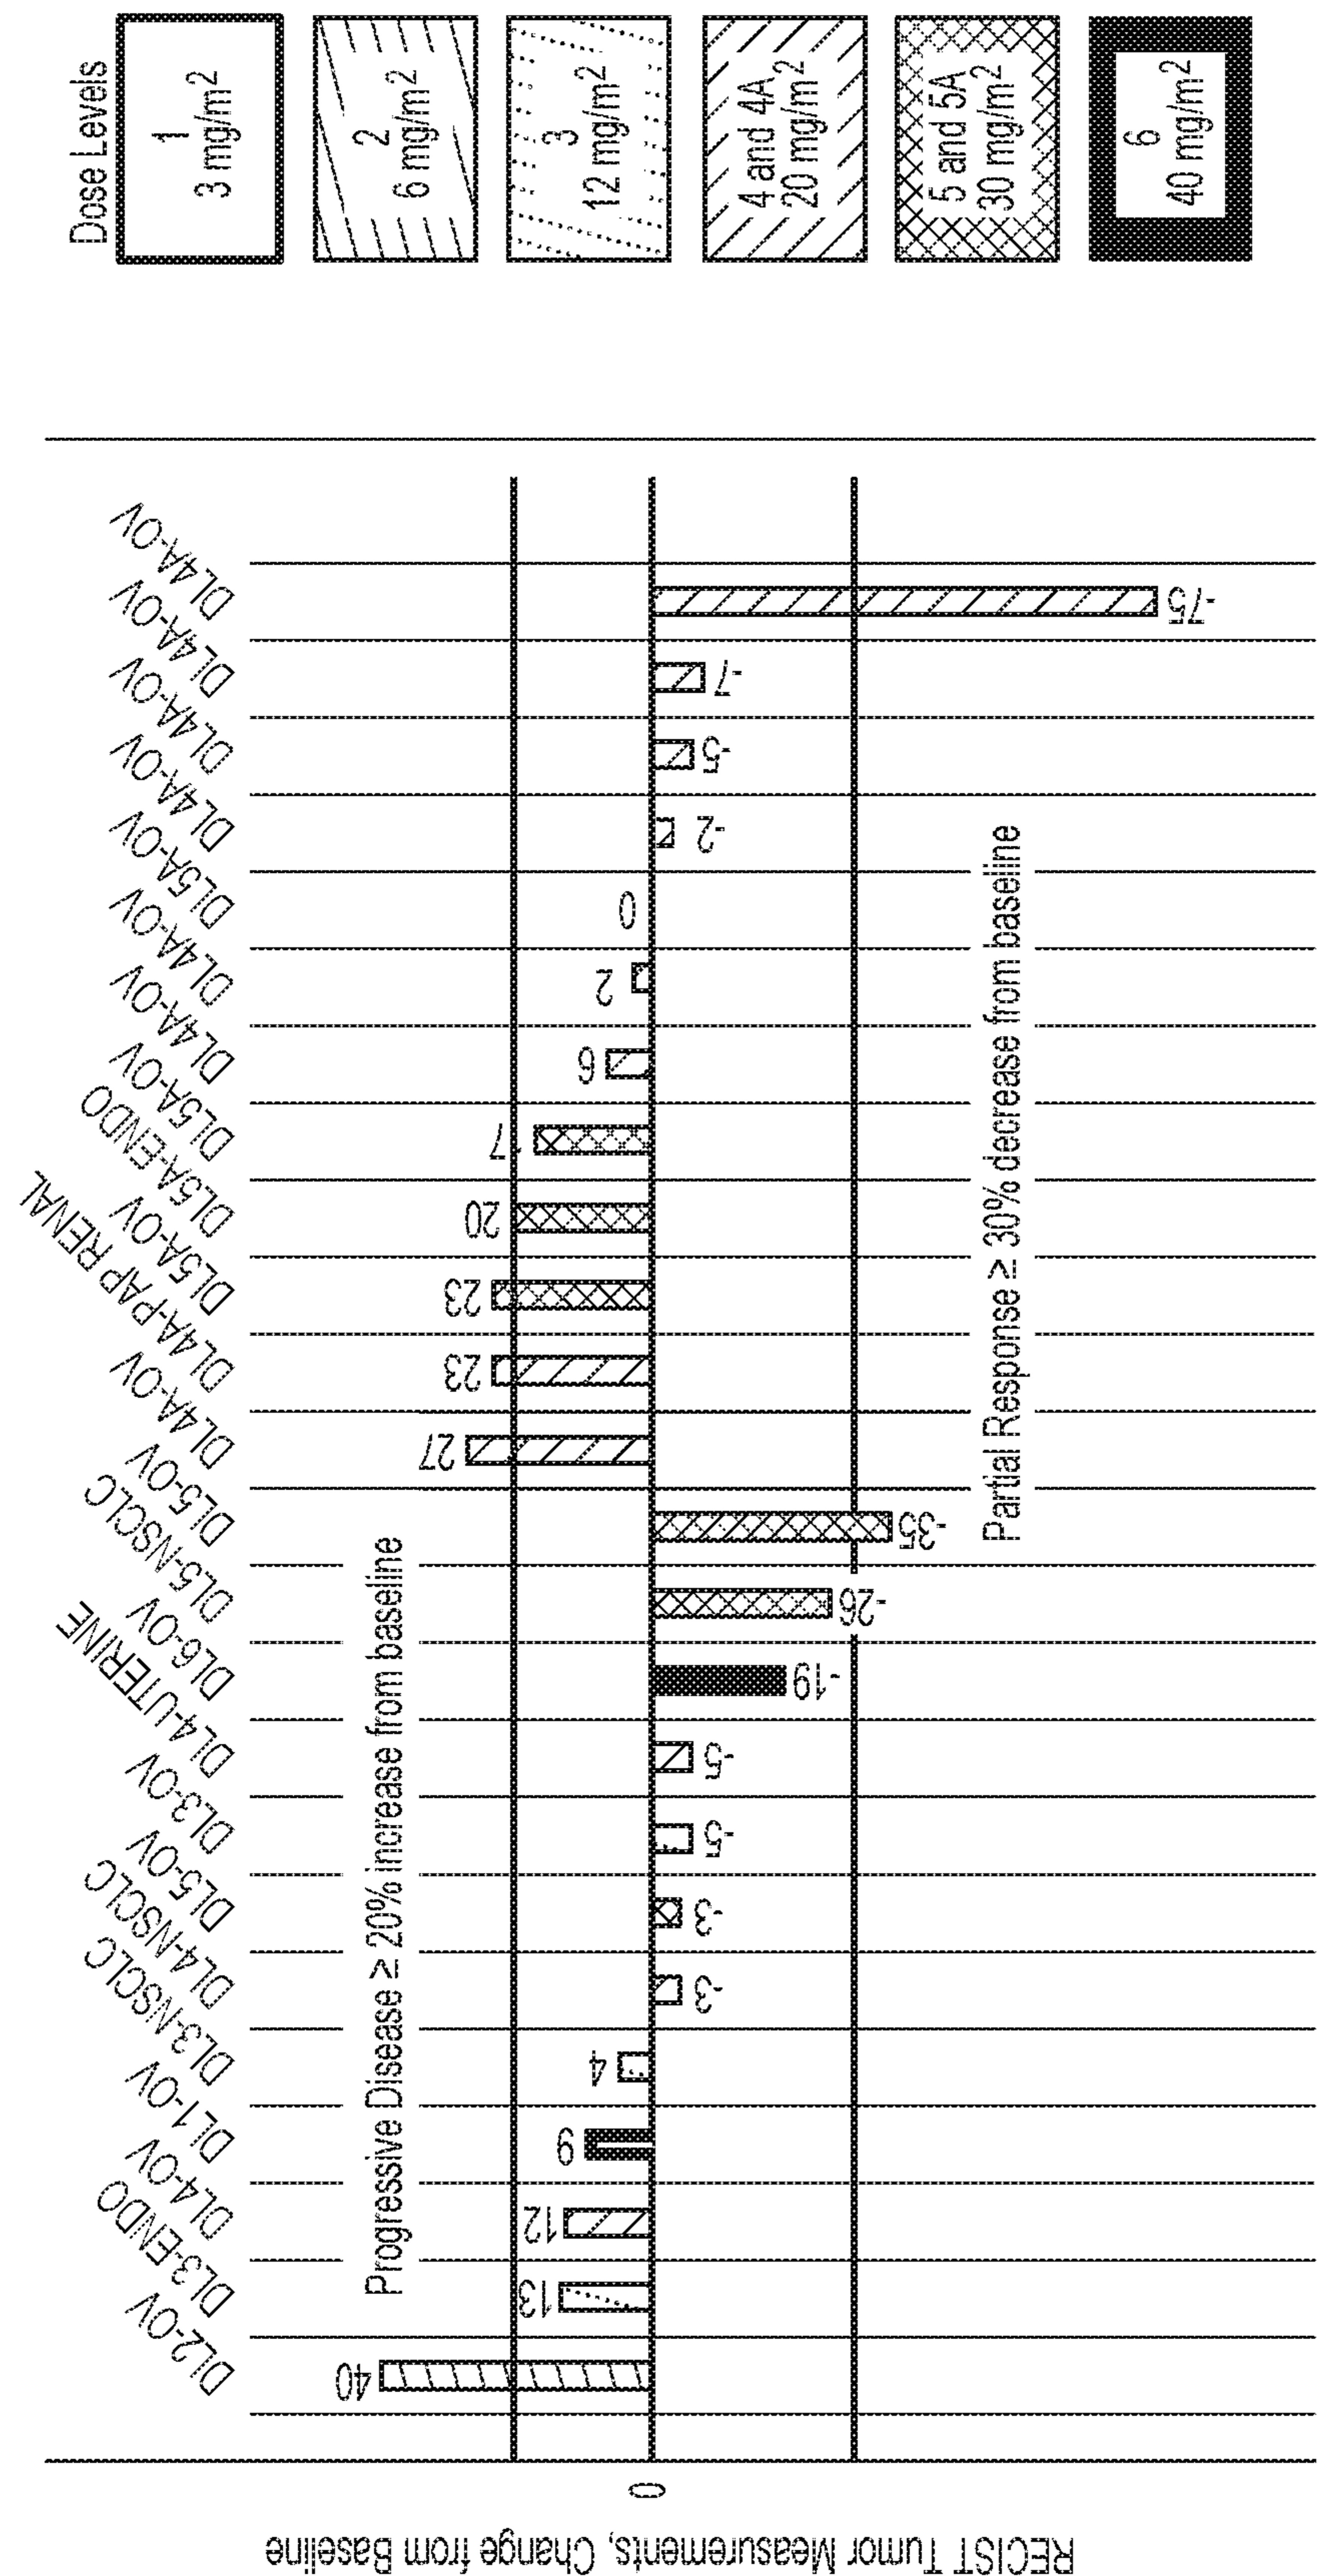 RECIST Tumor Measurements, Change from Baseline
0
DL2-OV
DL3-ENDO
DL4-OV
DL1-OV
DL3-NSCLC
DL4-NSCLC
DL5-OV
DL3-OV
DL4-UTERINE
DL6-OV
DL5-NSCLC
DL5-OV
DL4A-OV
DL4A-PAP RENAL
DL5A-OV
DL5A-ENDO
DL5A-OV
DL4A-OV
DL4A-OV
DL5A-OV
DL4A-OV
DL4A-OV
DL4A-OV
DL4A-OV
Progressive Disease ≥ 20% increase from baseline
40
13
12
9
4
-3
-3
-5
-5
-19
-26
-35
27
23
23
20
17
6
2
0
-2
-5
-7
-75
Partial Response ≥ 30% decrease from baseline
Dose Levels
1
3 mg/m2
2
6 mg/m2
3
12 mg/m2
4 and 4A
20 mg/m2
5 and 5A
30 mg/m2
6
40 mg/m2